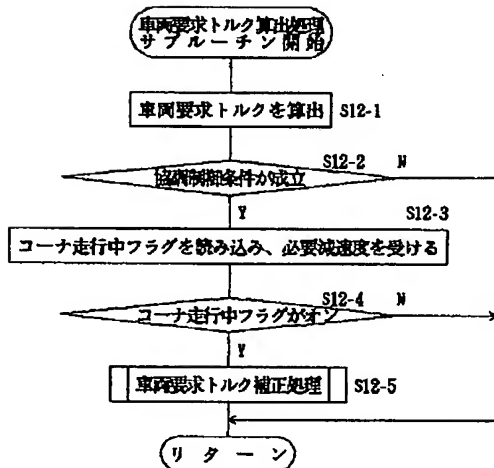 車両要求トルク算出処理
サブルーチン開始
車両要求トルクを算出 S12-1
S12-2 N
協調制御条件が成立
Y S12-3
コーナ走行中フラグを読み込み、必要減速度を受ける
S12-4 N
コーナ走行中フラグがオン
Y
車両要求トルク補正処理 S12-5
リターン